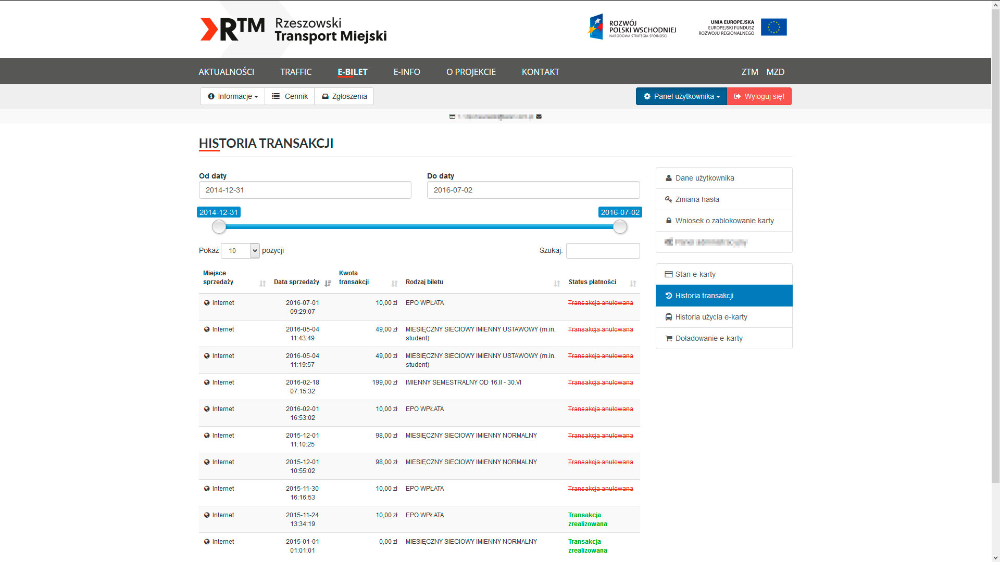 RTM Rzeszowski
Transport Miejski
ROZWÓJ
POLSKI WSCHODNIEJ
NARODOWA STRATEGIA SPÓJNOŚCI
UNIA EUROPEJSKA
EUROPEJSKI FUNDUSZ
ROZWOJU REGIONALNEGO
AKTUALNOŚCI TRAFFIC E-BILET E-INFO O PROJEKCIE KONTAKT ZTM MZD
Informacje Cennik Zgłoszenia Panel użytkownika Wyloguj się!
HISTORIA TRANSAKCJI
Od daty Do daty
2014-12-31 2016-07-02
2014-12-31 2016-07-02
Pokaż 10 pozycji Szukaj:
Miejsce sprzedaży Data sprzedaży Kwota transakcji Rodzaj biletu Status płatności
Internet 2016-07-01 10,00 zł EPO WPŁATA Transakcja anulowana
09:29:07
Internet 2016-05-04 49,00 zł MIESIĘCZNY SIECIOWY IMIENNY USTAWOWY (m.in. Transakcja anulowana
11:43:49 student)
Internet 2016-05-04 49,00 zł MIESIĘCZNY SIECIOWY IMIENNY USTAWOWY (m.in. Transakcja anulowana
11:19:57 student)
Internet 2016-02-18 199,00 zł IMIENNY SEMESTRALNY OD 16.II - 30.VI Transakcja anulowana
07:15:32
Internet 2016-02-01 10,00 zł EPO WPŁATA Transakcja anulowana
16:53:02
Internet 2015-12-01 98,00 zł MIESIĘCZNY SIECIOWY IMIENNY NORMALNY Transakcja anulowana
11:10:25
Internet 2015-12-01 98,00 zł MIESIĘCZNY SIECIOWY IMIENNY NORMALNY Transakcja anulowana
10:55:02
Internet 2015-11-30 10,00 zł EPO WPŁATA Transakcja anulowana
16:16:53
Internet 2015-11-24 10,00 zł EPO WPŁATA Transakcja
13:34:19 zrealizowana
Internet 2015-01-01 0,00 zł MIESIĘCZNY SIECIOWY IMIENNY NORMALNY Transakcja
01:01:01 zrealizowana
Dane użytkownika
Zmiana hasła
Wniosek o zablokowanie karty
Stan e-karty
Historia transakcji
Historia użycia e-karty
Doładowanie e-karty